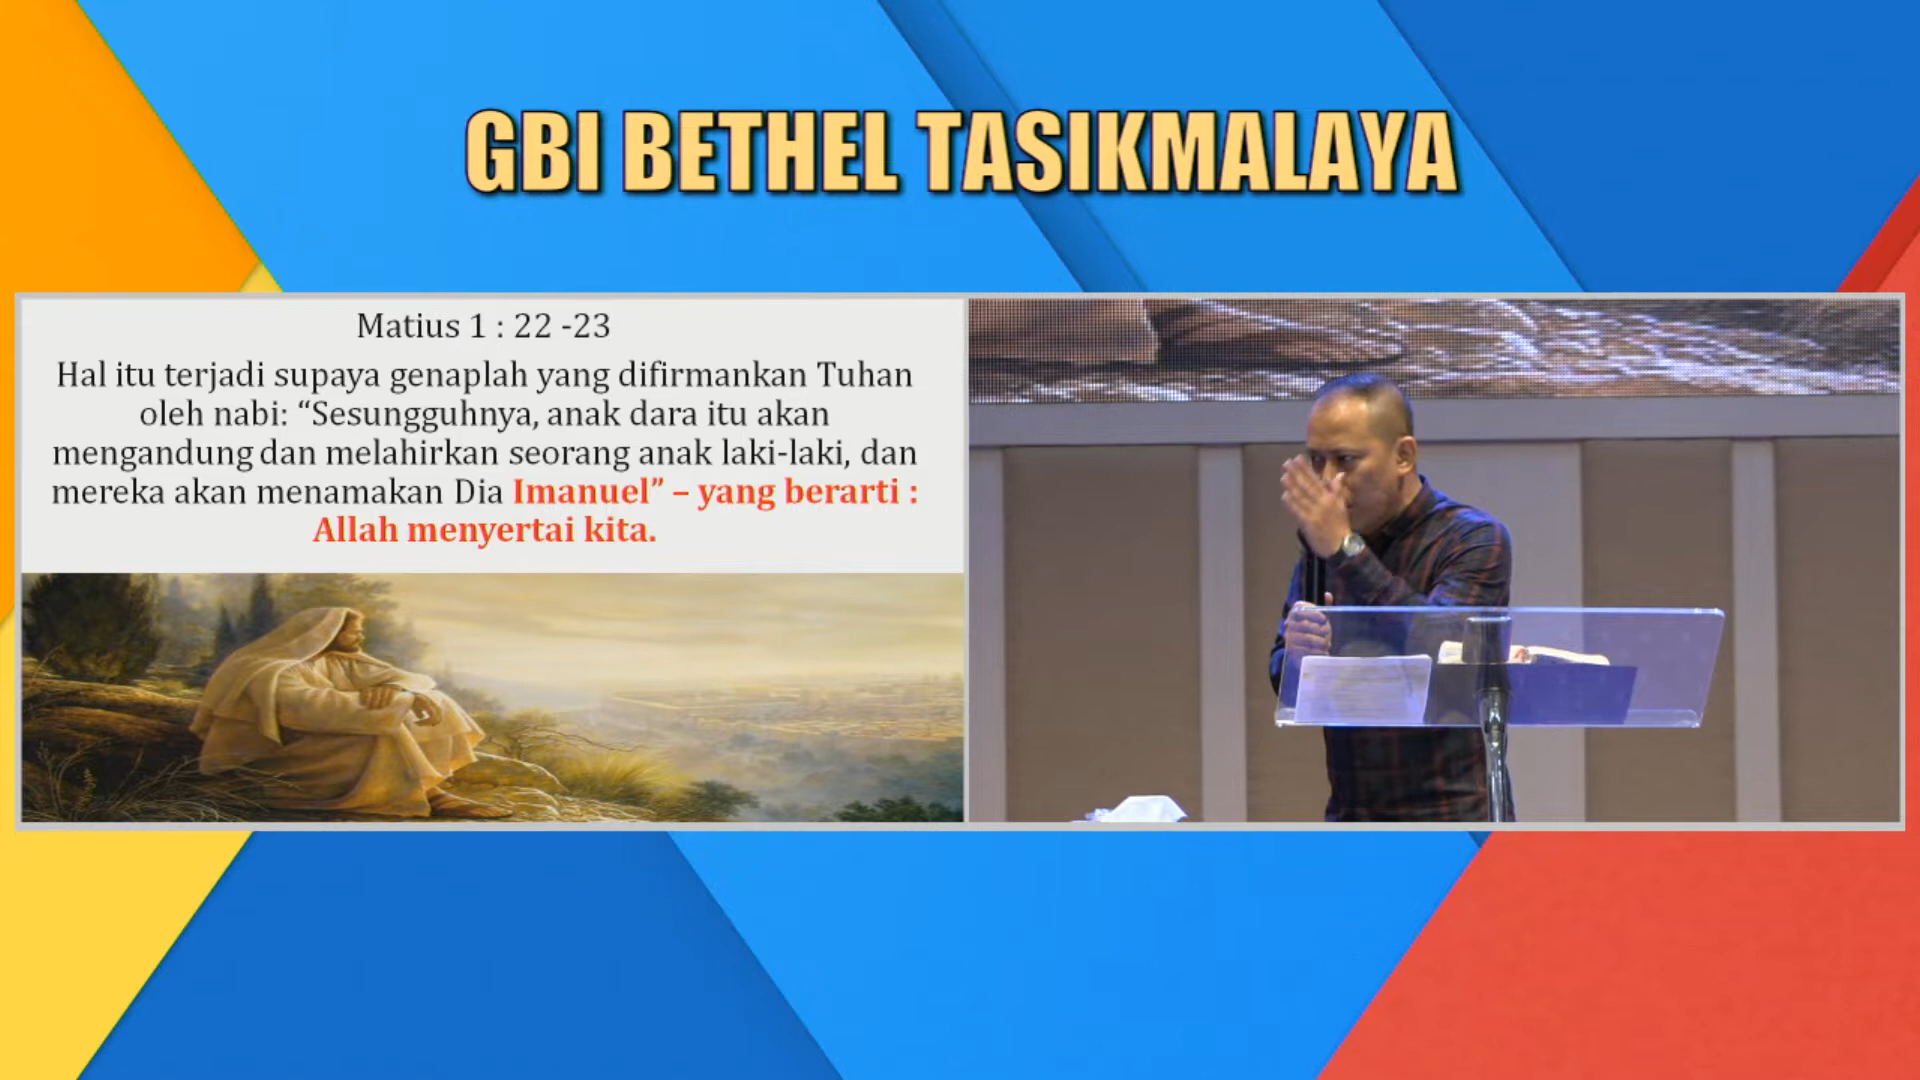 GBI BETHEL TASIKMALAYA
Matius 1 : 22 -23
Hal itu terjadi supaya genaplah yang difirmankan Tuhan
oleh nabi: “Sesungguhnya, anak dara itu akan
mengandung dan melahirkan seorang anak laki-laki, dan
mereka akan menamakan Dia Imanuel” – yang berarti :
Allah menyertai kita.